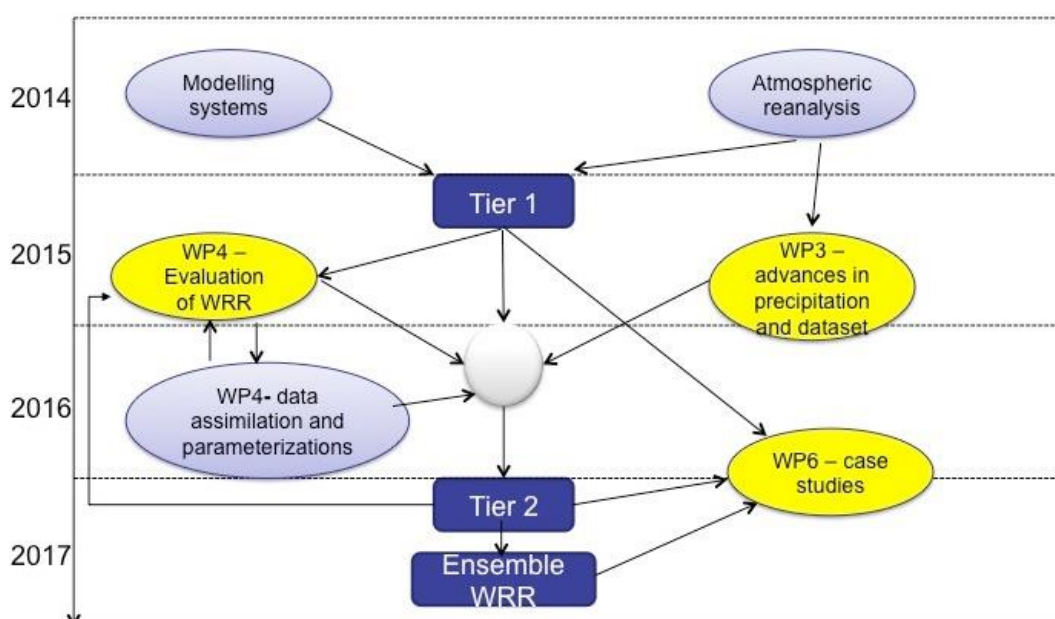 2014
Modelling
systems
Atmospheric
reanalysis
Tier 1
2015
WP4 –
Evaluation
of WRR
WP3 –
advances in
precipitation
and dataset
2016
WP4- data
assimilation and
parameterizations
WP6 – case
studies
Tier 2
2017
Ensemble
WRR